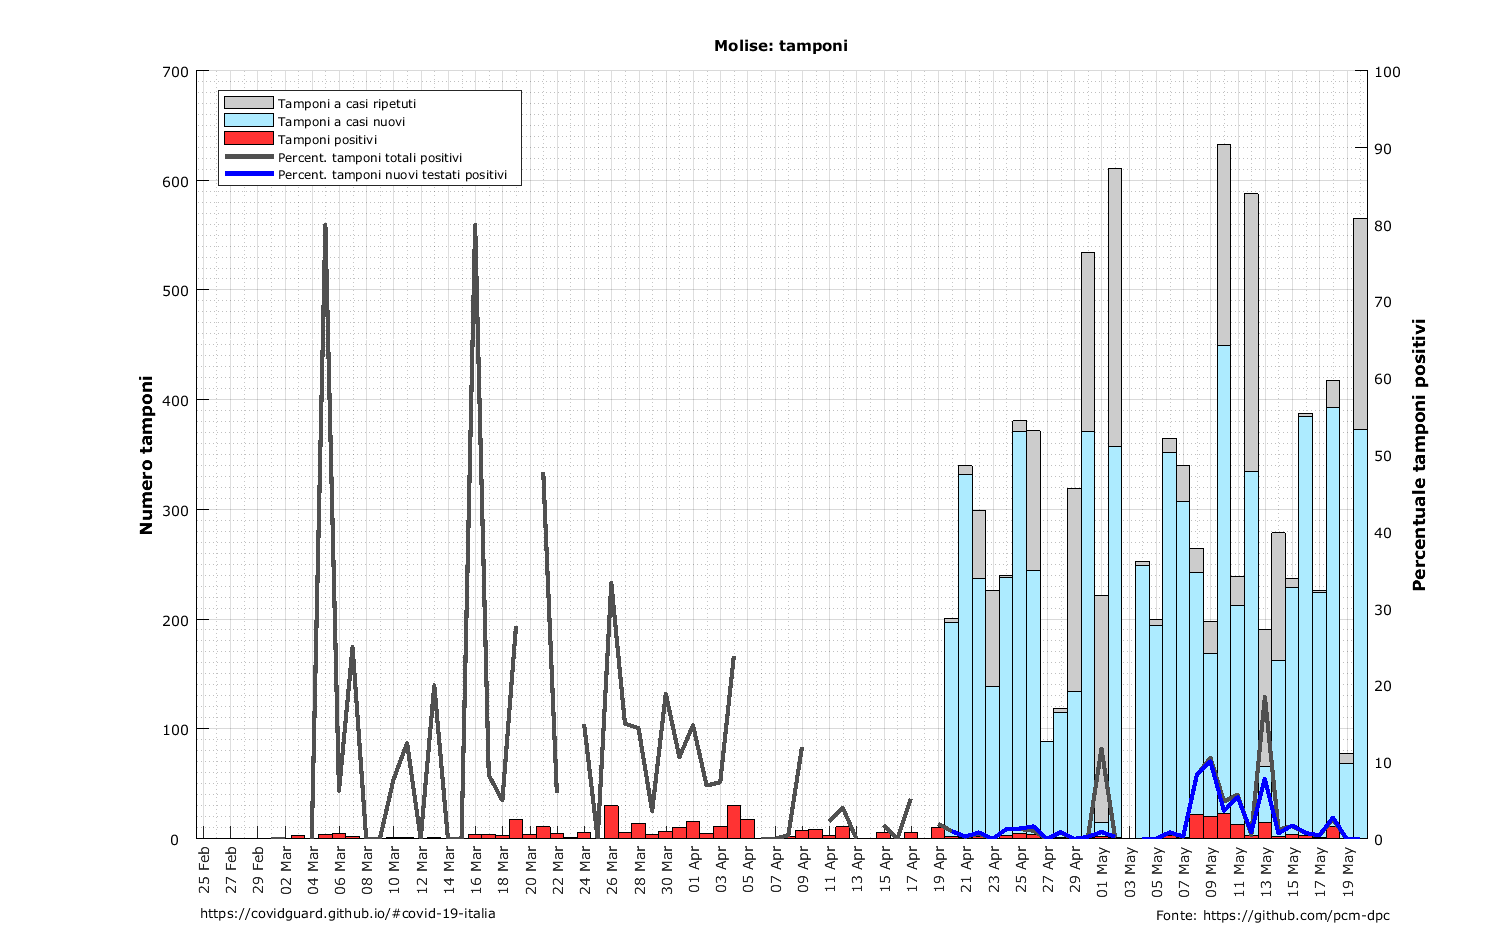 Molise: tamponi
700
600
500
400
300
200
100
0
Numero tamponi
Tamponi a casi ripetuti
Tamponi a casi nuovi
Tamponi positivi
Percent. tamponi totali positivi
Percent. tamponi nuovi testati positivi
100
90
80
70
60
50
40
30
20
10
0
Percentuale tamponi positivi
25 Feb
27 Feb
29 Feb
02 Mar
04 Mar
06 Mar
08 Mar
10 Mar
12 Mar
14 Mar
16 Mar
18 Mar
20 Mar
22 Mar
24 Mar
26 Mar
28 Mar
30 Mar
01 Apr
03 Apr
05 Apr
07 Apr
09 Apr
11 Apr
13 Apr
15 Apr
17 Apr
19 Apr
21 Apr
23 Apr
25 Apr
27 Apr
29 Apr
01 May
03 May
05 May
07 May
09 May
11 May
13 May
15 May
17 May
19 May
https://covidguard.github.io/#covid-19-italia
Fonte: https://github.com/pcm-dpc